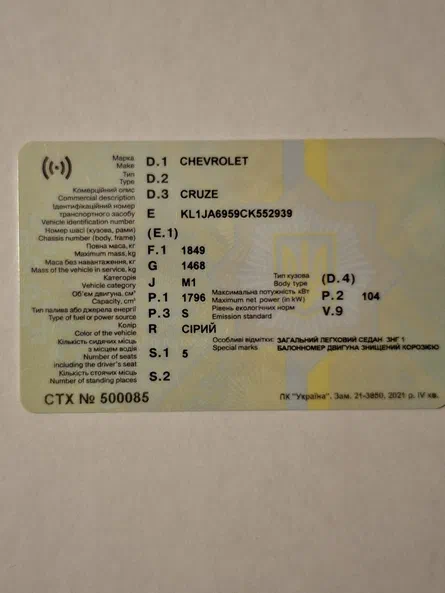 Марка
Make
D.1 CHEVROLET
Тип
Type
D.2
Комерційний опис
Commercial description
D.3 CRUZE
Ідентифікаційний номер
транспортного засобу
Vehicle identification number
E KL1JA6959CK552939
Номер шасі (кузова, рами)
Chassis number (body, frame)
(E.1)
Повна маса, кг
Maximum mass, kg
F.1 1849
Маса без навантаження, кг
Mass of the vehicle in service, kg
G 1468
Категорія
Vehicle category
J M1
Тип кузова
Body type
(D.4)
Об'єм двигуна, см³
Capacity, cm³
P.1 1796
Максимальна потужність кВт
Maximum net. power (in kW)
P.2 104
Тип палива або джерела енергії
Type of fuel or power source
P.3 S
Рівень екологічних норм
Emission standard
V.9
Колір
Color of the vehicle
R СІРИЙ
Кількість сидячих місць
з місцем водія
Number of seats
including the driver's seat
S.1 5
Особливі відмітки:
Special marks
ЗАГАЛЬНИЙ ЛЕГКОВИЙ СЕДАН ЗНГ 1
БАЛОННОМЕР ДВИГУНА ЗНИЩЕНИЙ КОРОЗІЄЮ
Кількість стоячих місць
Number of standing places
S.2
СТХ № 500085
ПК "Україна". Зам. 21-3950, 2021 р. IV кв.